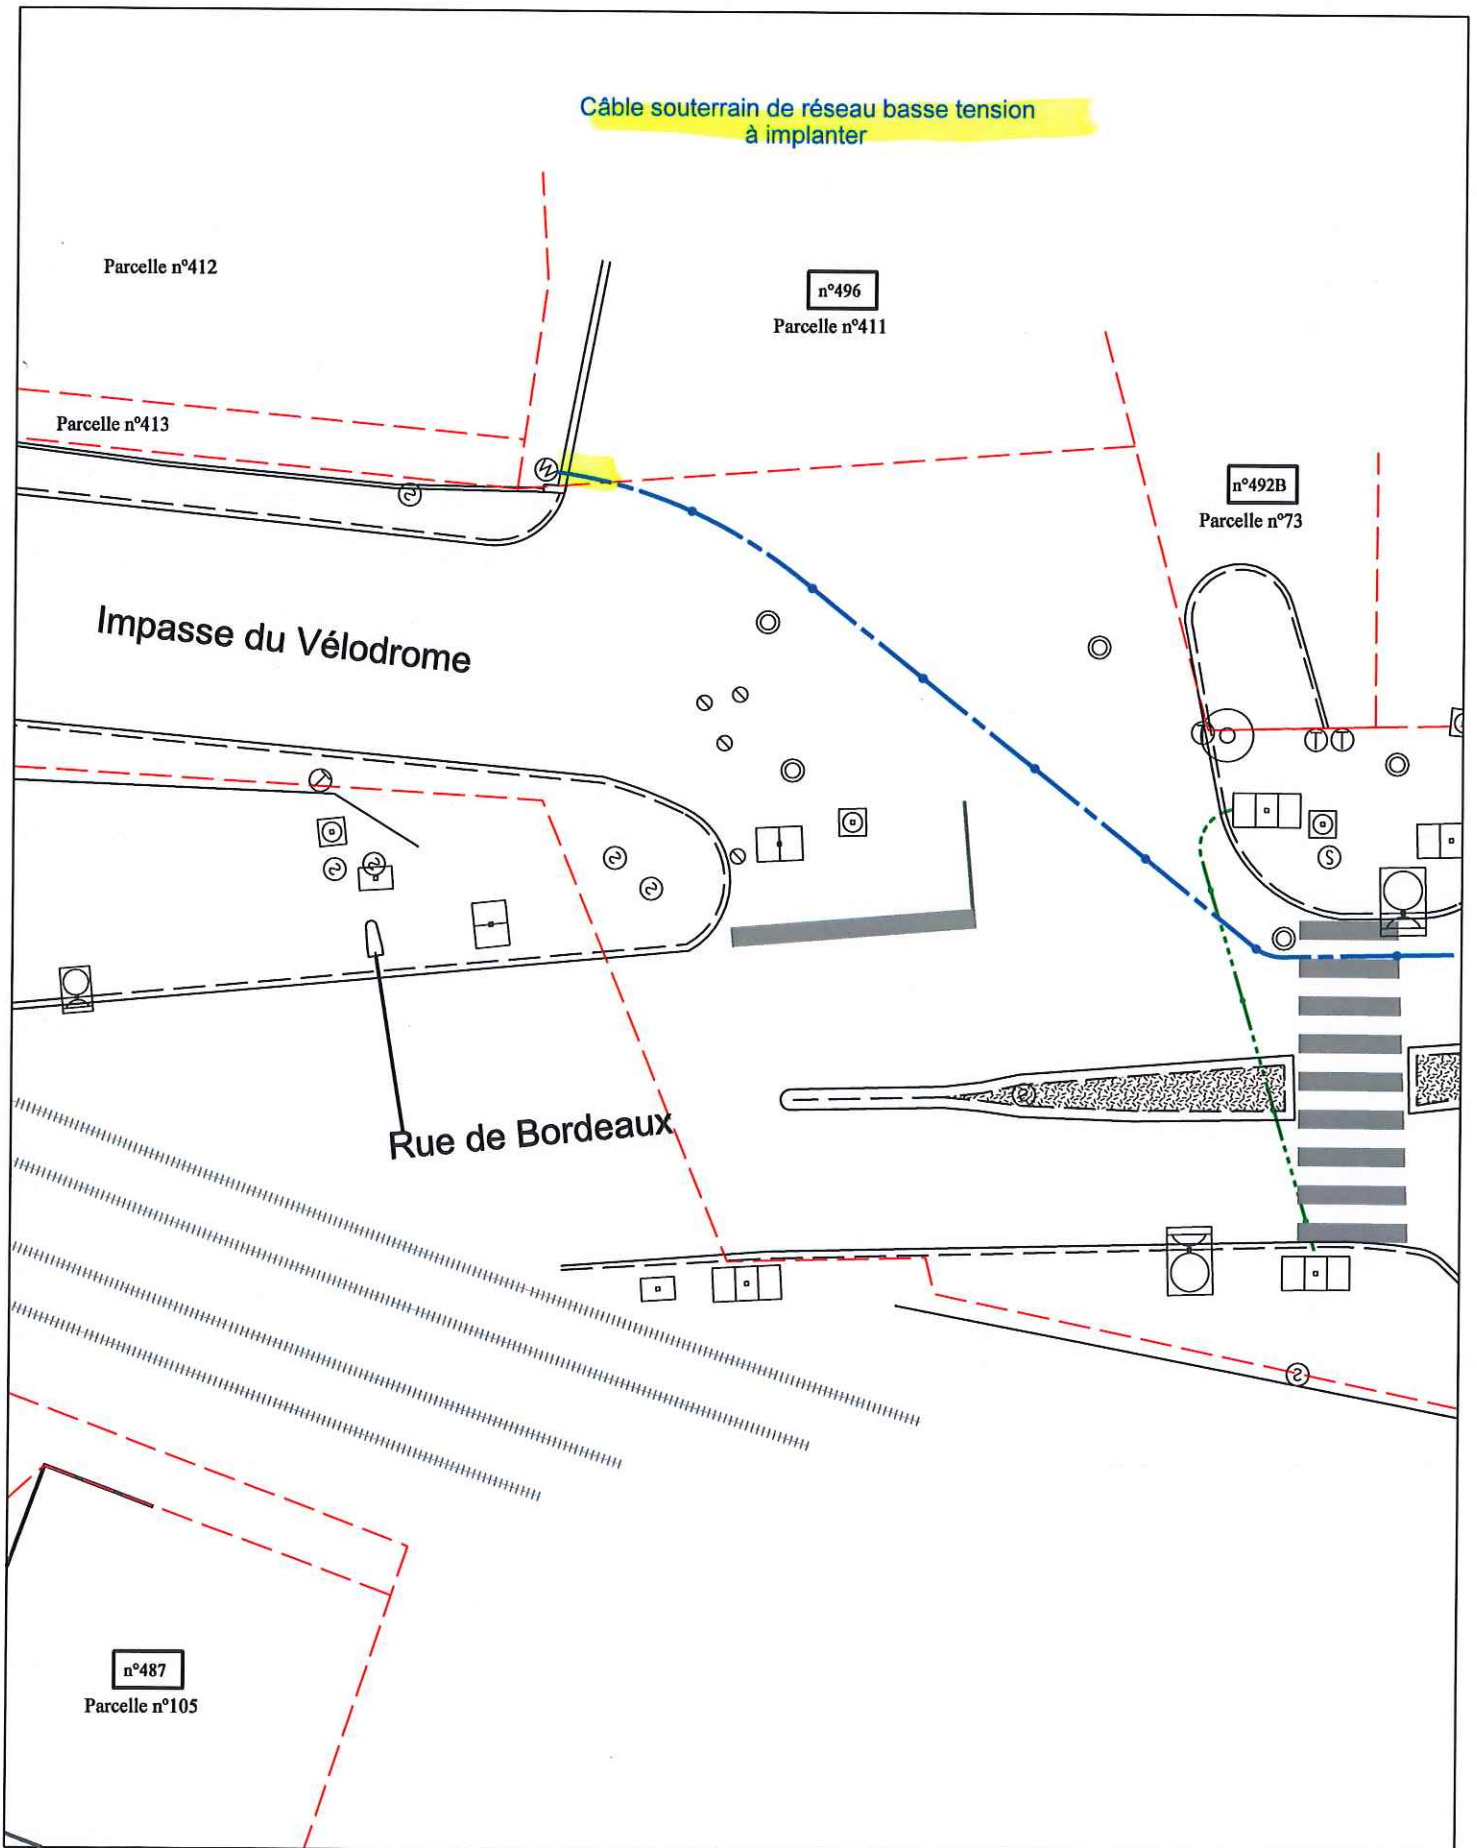 Câble souterrain de réseau basse tension
à implanter
Parcelle n°412
n°496
Parcelle n°411
Parcelle n°413
n°492B
Parcelle n°73
Impasse du Vélodrome
Rue de Bordeaux
n°487
Parcelle n°105